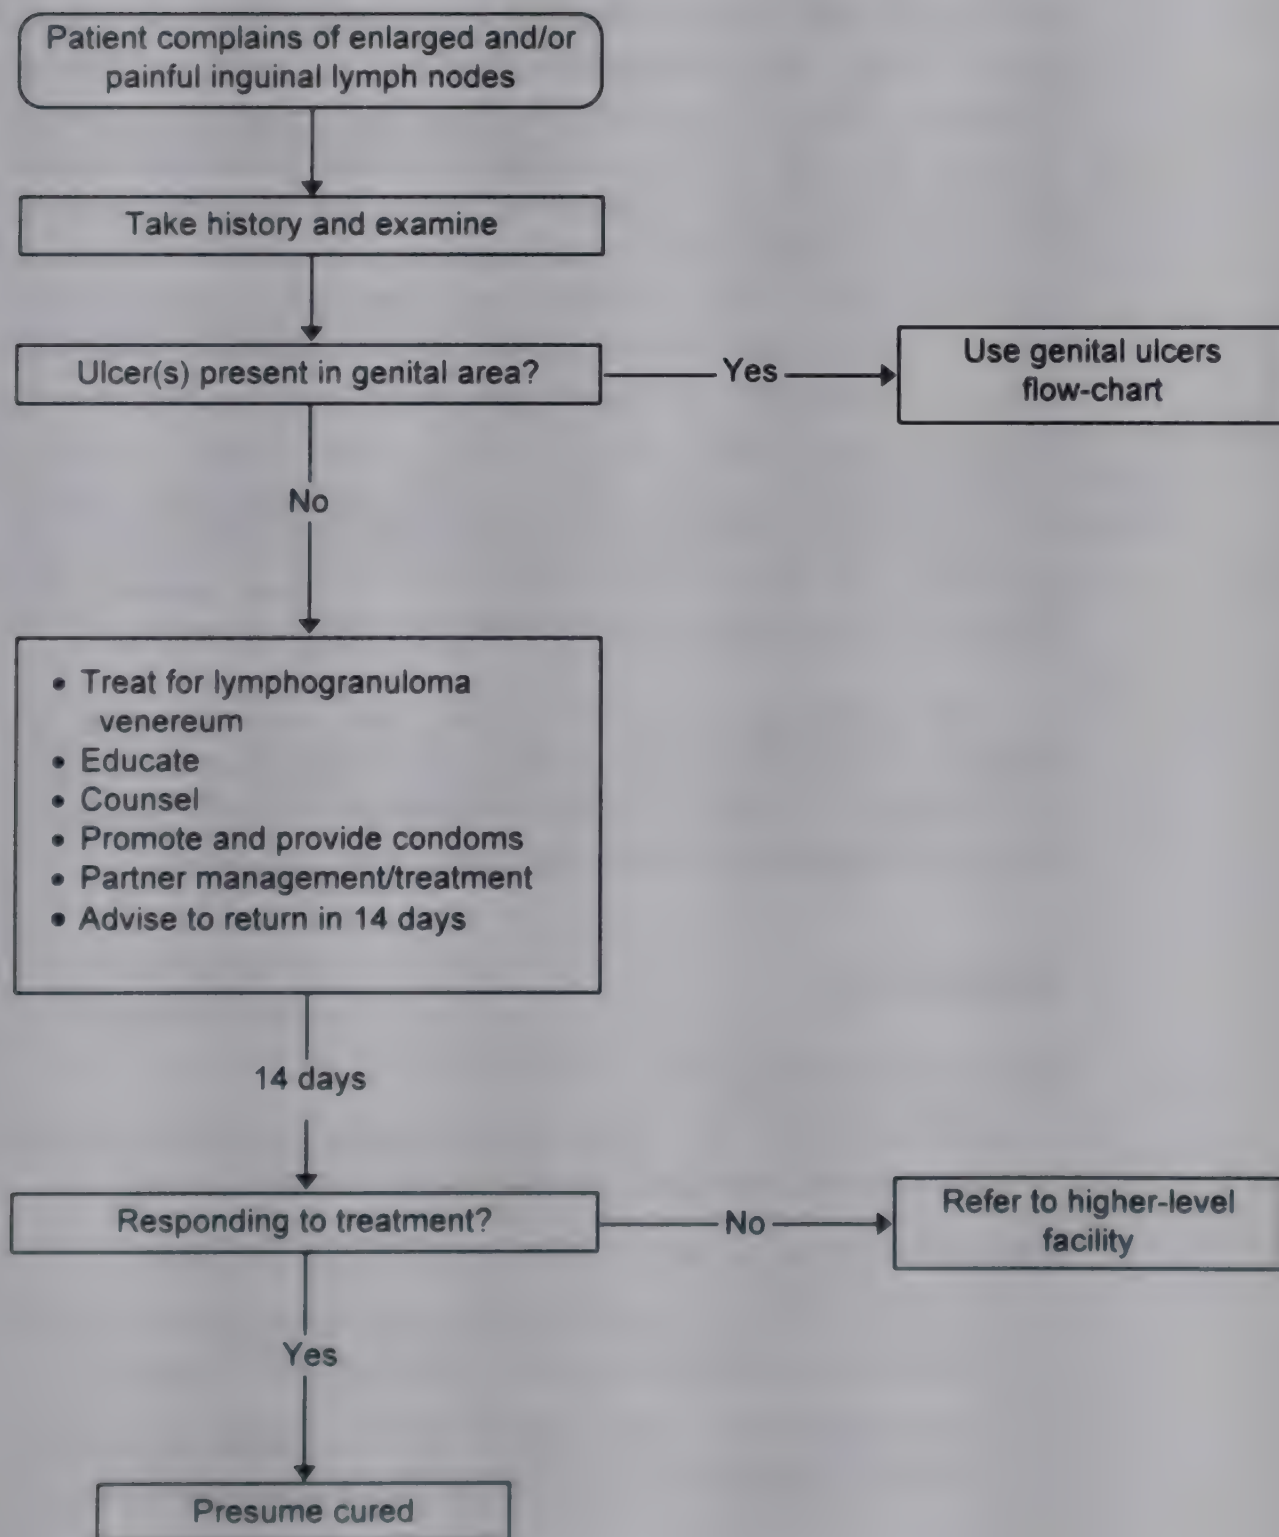 Patient complains of enlarged and/or
painful inguinal lymph nodes
Take history and examine
Ulcer(s) present in genital area?
Yes
Use genital ulcers
flow-chart
No
• Treat for lymphogranuloma
venereum
• Educate
• Counsel
• Promote and provide condoms
• Partner management/treatment
• Advise to return in 14 days
14 days
Responding to treatment?
No
Refer to higher-level
facility
Yes
Presume cured